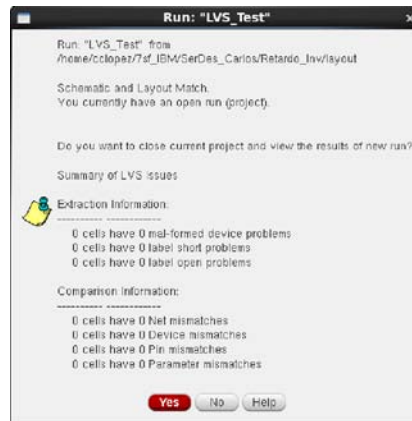 Run: "LVS_Test"
Run: "LVS_Test" from
/home/cclopez/7sf_IBM/SerDes_Carlos/Retardo_Inv/layout
Schematic and Layout Match.
You currently have an open run (project).
Do you want to close current project and view the results of new run?
Summary of LVS Issues
Extraction Information:
---------- ------------
0 cells have 0 mal-formed device problems
0 cells have 0 label short problems
0 cells have 0 label open problems
Comparison Information:
---------- ------------
0 cells have 0 Net mismatches
0 cells have 0 Device mismatches
0 cells have 0 Pin mismatches
0 cells have 0 Parameter mismatches
Yes No Help